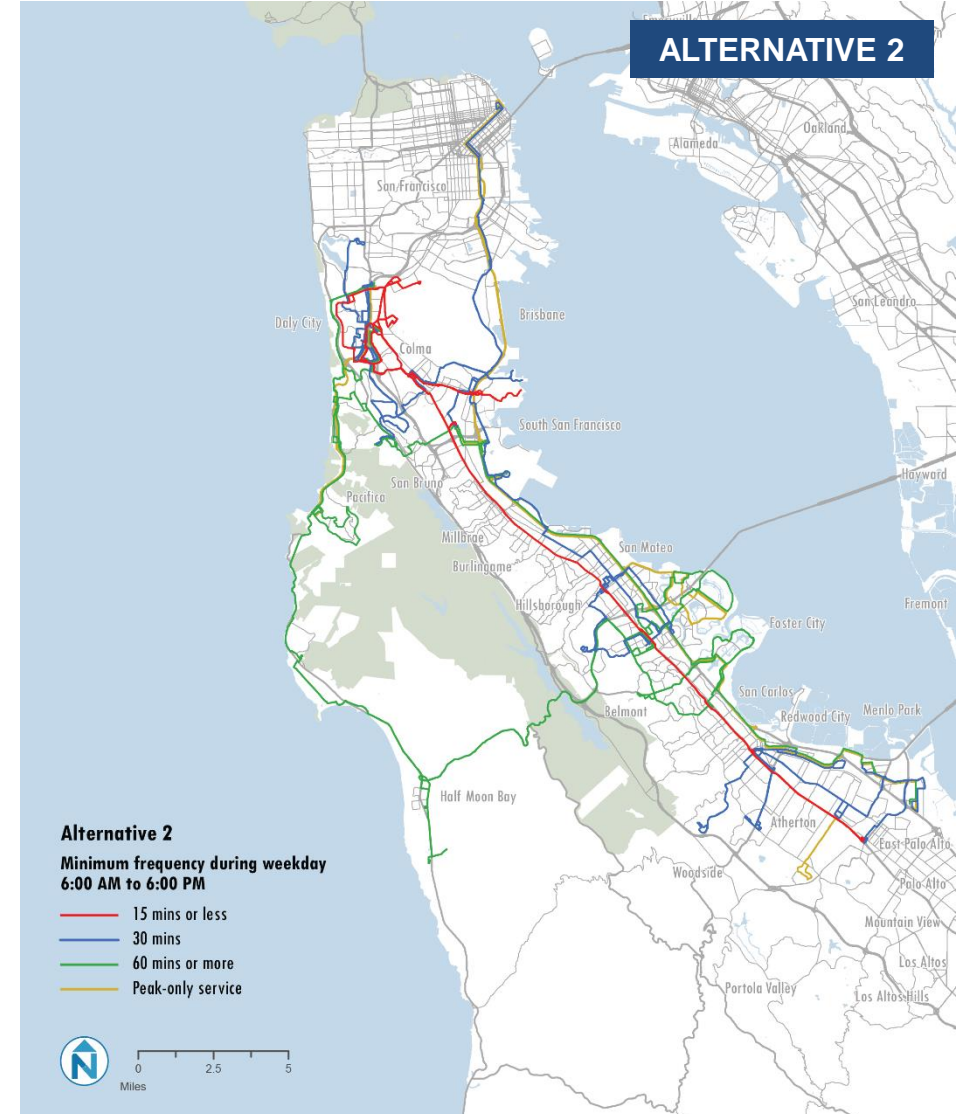 ALTERNATIVE 2
Oakland
Alameda
San Francisco
San Leandro
Brisbane
Daly City
Colma
South San Francisco
Hayward
San Bruno
Pacifica
Millbrae
San Mateo
Burlingame
Hillsborough
Fremont
Foster City
San Carlos
Belmont
Redwood City
Menlo Park
Half Moon Bay
Atherton
East Palo Alto
Woodside
Palo Alto
Mountain View
Los Altos
Portola Valley
Los Altos Hills
Alternative 2
Minimum frequency during weekday
6:00 AM to 6:00 PM
15 mins or less
30 mins
60 mins or more
Peak-only service
N
0 2.5 5
Miles